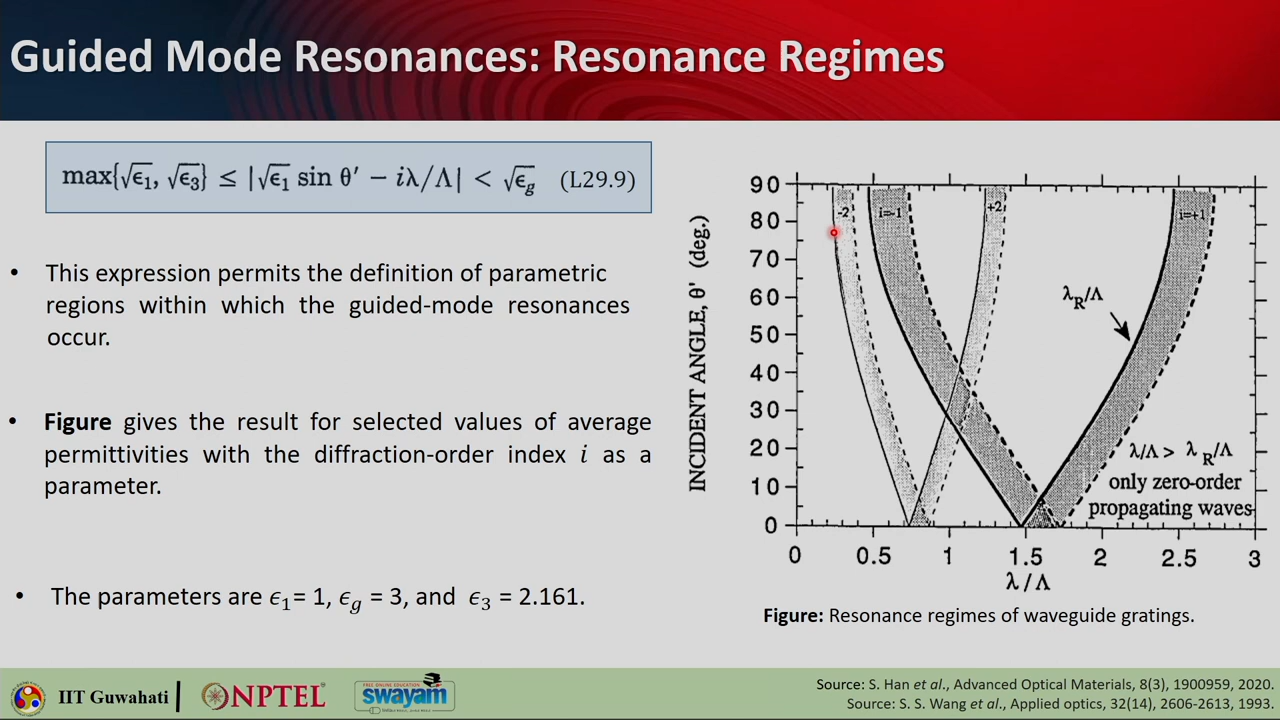 Guided Mode Resonances: Resonance Regimes
max{√ϵ₁, √ϵ₃} ≤ |√ϵ₁ sin θ′ − iλ/Λ| < √ϵg (L29.9)
• This expression permits the definition of parametric
regions within which the guided-mode resonances
occur.
• Figure gives the result for selected values of average
permittivities with the diffraction-order index i as a
parameter.
• The parameters are ϵ₁= 1, ϵg = 3, and ϵ₃ = 2.161.
INCIDENT ANGLE, θ' (deg.)
90
80
70
60
50
40
30
20
10
0
-2
i=-1
+2
i=+1
λR/Λ
λ/Λ > λR/Λ
only zero-order
propagating waves
0 0.5 1 1.5 2 2.5 3
λ/Λ
Figure: Resonance regimes of waveguide gratings.
IIT Guwahati
NPTEL
FREE ONLINE EDUCATION
swayam
Source: S. Han et al., Advanced Optical Materials, 8(3), 1900959, 2020.
Source: S. S. Wang et al., Applied optics, 32(14), 2606-2613, 1993.